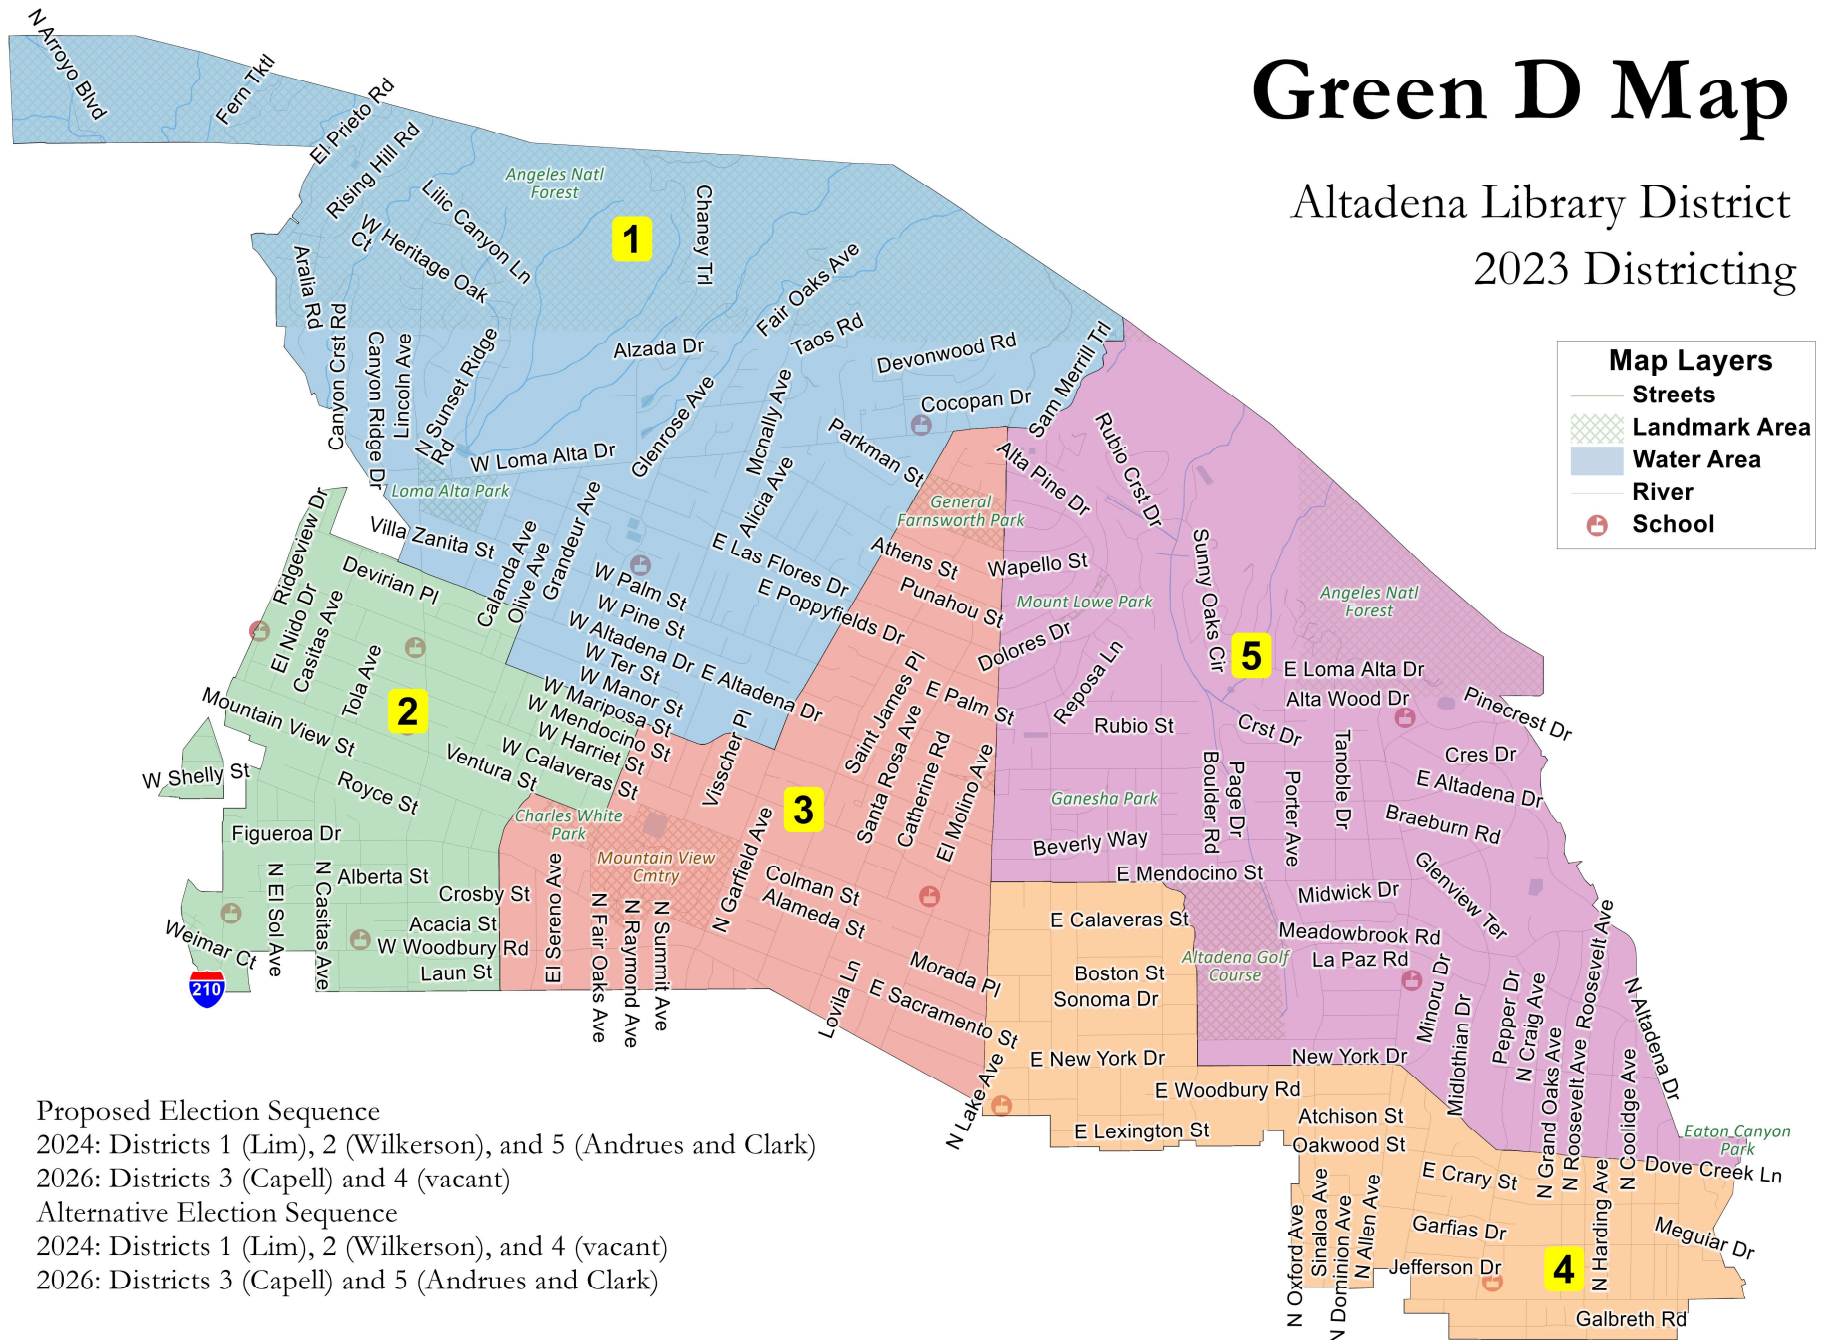 Green D Map
Altadena Library District
2023 Districting
Map Layers
Streets
Landmark Area
Water Area
River
School
N Arroyo Blvd
Fern Tktl
El Prieto Rd
Rising Hill Rd
Lilic Canyon Ln
W Heritage Oak
Ct
Angeles Natl
Forest
1
Chaney Trl
Fair Oaks Ave
Taos Rd
Alzada Dr
Devonwood Rd
Sam Merrill Trl
Cocopan Dr
Aralia Rd
Canyon Crst Rd
Canyon Ridge Dr
Lincoln Ave
N Sunset Ridge
Rd
W Loma Alta Dr
Glenrose Ave
Mcnally Ave
Alicia Ave
Parkman St
Loma Alta Park
Villa Zanita St
Calanda Ave
Olive Ave
Grandeur Ave
E Las Flores Dr
E Poppyfields Dr
W Palm St
W Pine St
W Altadena Dr
E Altadena Dr
W Ter St
W Manor St
W Mariposa St
W Mendocino St
W Harriet St
W Calaveras St
Ventura St
Ridgeview Dr
Devirian Pl
El Nido Dr
Casitas Ave
Tola Ave
2
Mountain View St
W Shelly St
Royce St
Figueroa Dr
N El Sol Ave
N Casitas Ave
Alberta St
Crosby St
Acacia St
W Woodbury Rd
Laun St
Weimar Ct
210
General
Farnsworth Park
Athens St
Punahou St
Saint James Pl
E Palm St
Santa Rosa Ave
Catherine Rd
El Molino Ave
Visscher Pl
3
Charles White
Park
Mountain View
Cmtry
N Garfield Ave
Colman St
Alameda St
El Sereno Ave
N Fair Oaks Ave
N Raymond Ave
N Summit Ave
Morada Pl
Lovila Ln
E Sacramento St
N Lake Ave
Alta Pine Dr
Rubio Crst Dr
Wapello St
Mount Lowe Park
Sunny Oaks Cir
Angeles Natl
Forest
Dolores Dr
Reposa Ln
5
E Loma Alta Dr
Alta Wood Dr
Pinecrest Dr
Rubio St
Crst Dr
Cres Dr
Tanoble Dr
E Altadena Dr
Boulder Rd
Page Dr
Porter Ave
Ganesha Park
Braeburn Rd
Beverly Way
E Mendocino St
Midwick Dr
Glenview Ter
E Calaveras St
Meadowbrook Rd
Altadena Golf
Course
La Paz Rd
Boston St
Sonoma Dr
Minoru Dr
Midlothian Dr
Pepper Dr
N Craig Ave
N Grand Oaks Ave
N Roosevelt Ave
Roosevelt Ave
N Coolidge Ave
N Altadena Dr
E New York Dr
New York Dr
E Woodbury Rd
Atchison St
E Lexington St
Oakwood St
Eaton Canyon
Park
Dove Creek Ln
E Crary St
N Harding Ave
Garfias Dr
Meguiar Dr
Jefferson Dr
4
N Oxford Ave
Sinaloa Ave
N Dominion Ave
N Allen Ave
Galbreth Rd
Proposed Election Sequence
2024: Districts 1 (Lim), 2 (Wilkerson), and 5 (Andrues and Clark)
2026: Districts 3 (Capell) and 4 (vacant)
Alternative Election Sequence
2024: Districts 1 (Lim), 2 (Wilkerson), and 4 (vacant)
2026: Districts 3 (Capell) and 5 (Andrues and Clark)